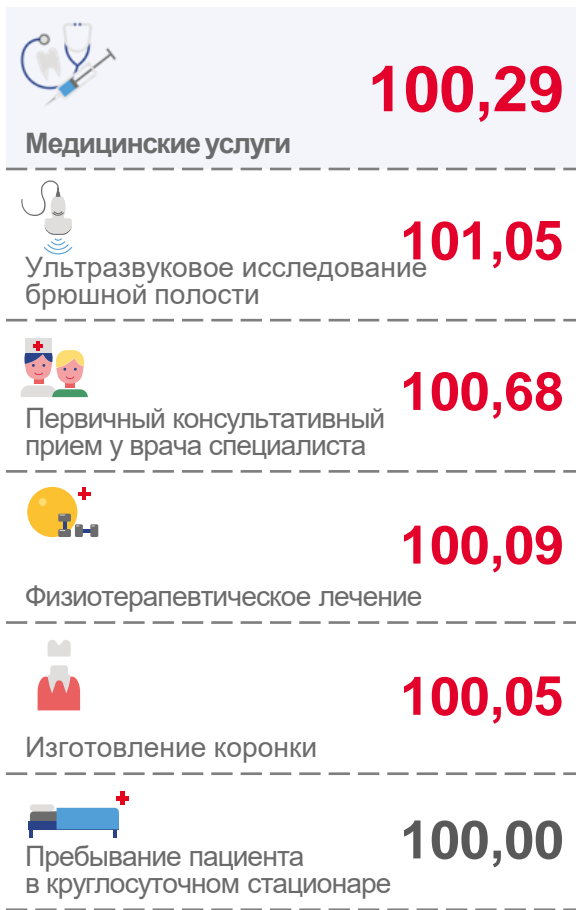 100,29
Медицинские услуги
101,05
Ультразвуковое исследование
брюшной полости
100,68
Первичный консультативный
прием у врача специалиста
100,09
Физиотерапевтическое лечение
100,05
Изготовление коронки
100,00
Пребывание пациента
в круглосуточном стационаре